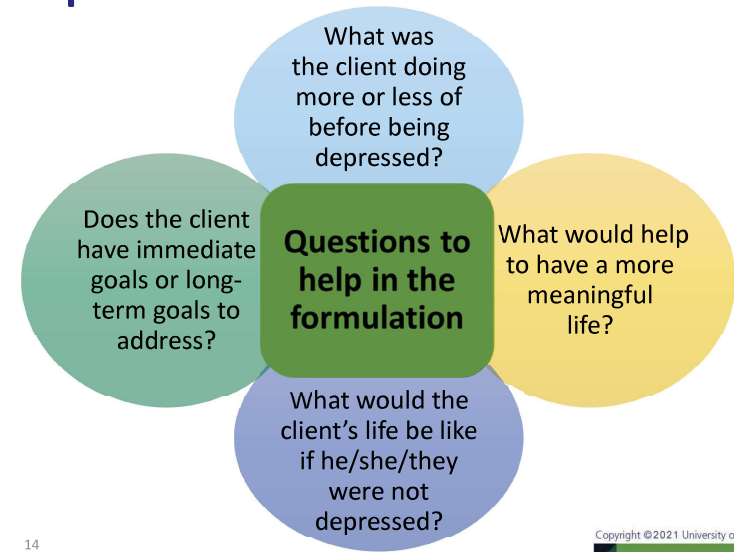 What was
the client doing
more or less of
before being
depressed?
Does the client
have immediate
goals or long-
term goals to
address?
Questions to
help in the
formulation
What would help
to have a more
meaningful
life?
What would the
client's life be like
if he/she/they
were not
depressed?
14
Copyright ©2021 University o